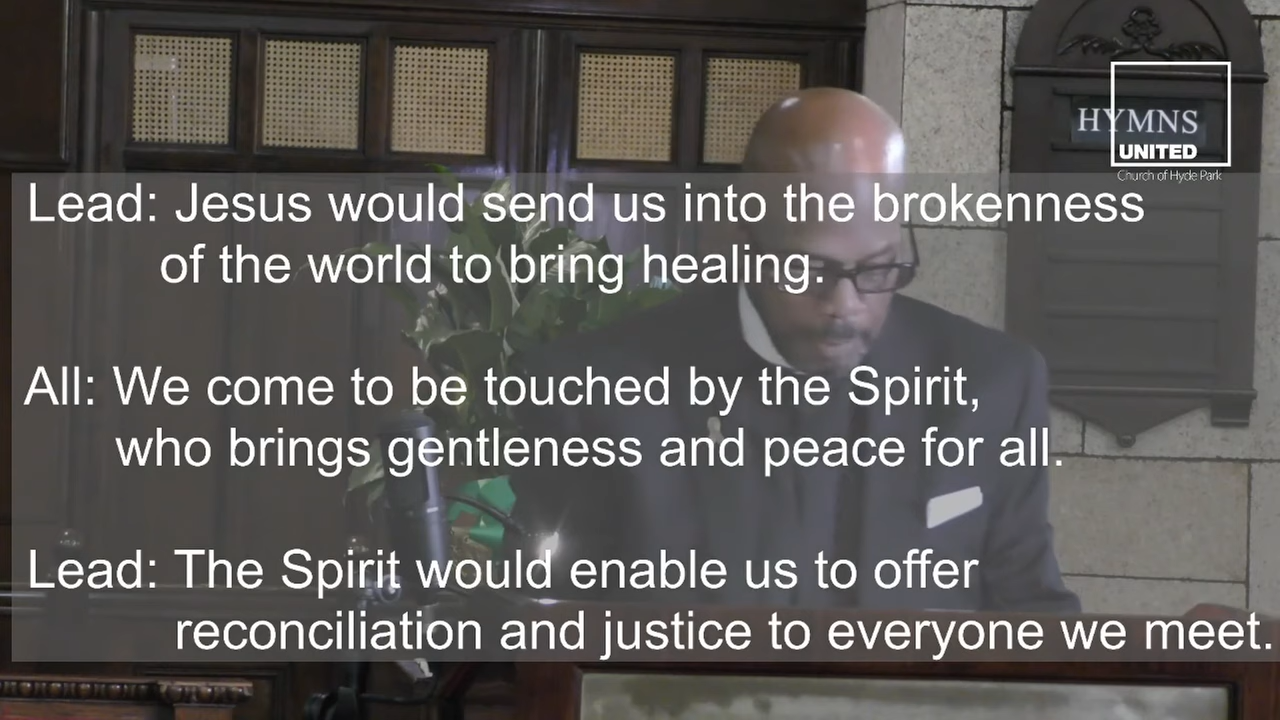 HYMNS
UNITED
Church of Hyde Park
Lead: Jesus would send us into the brokenness
of the world to bring healing.
All: We come to be touched by the Spirit,
who brings gentleness and peace for all.
Lead: The Spirit would enable us to offer
reconciliation and justice to everyone we meet.